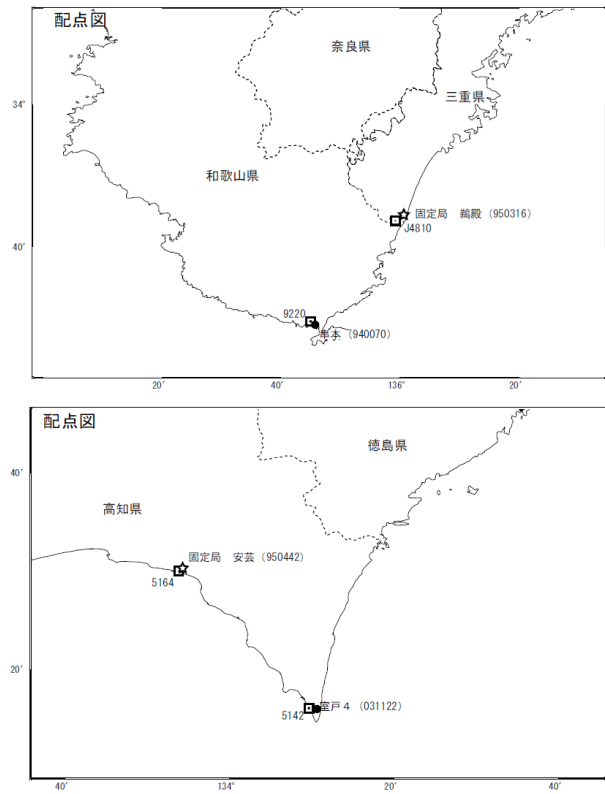 配点図
奈良県
34°
三重県
和歌山県
固定局 鵜殿（950316）
J4810
40′
9220
串本（940070）
20′ 40′ 136° 20′
配点図
徳島県
40′
高知県
固定局 安芸（950442）
5164
20′
室戸４（031122）
5142
40′ 134° 20′ 40′